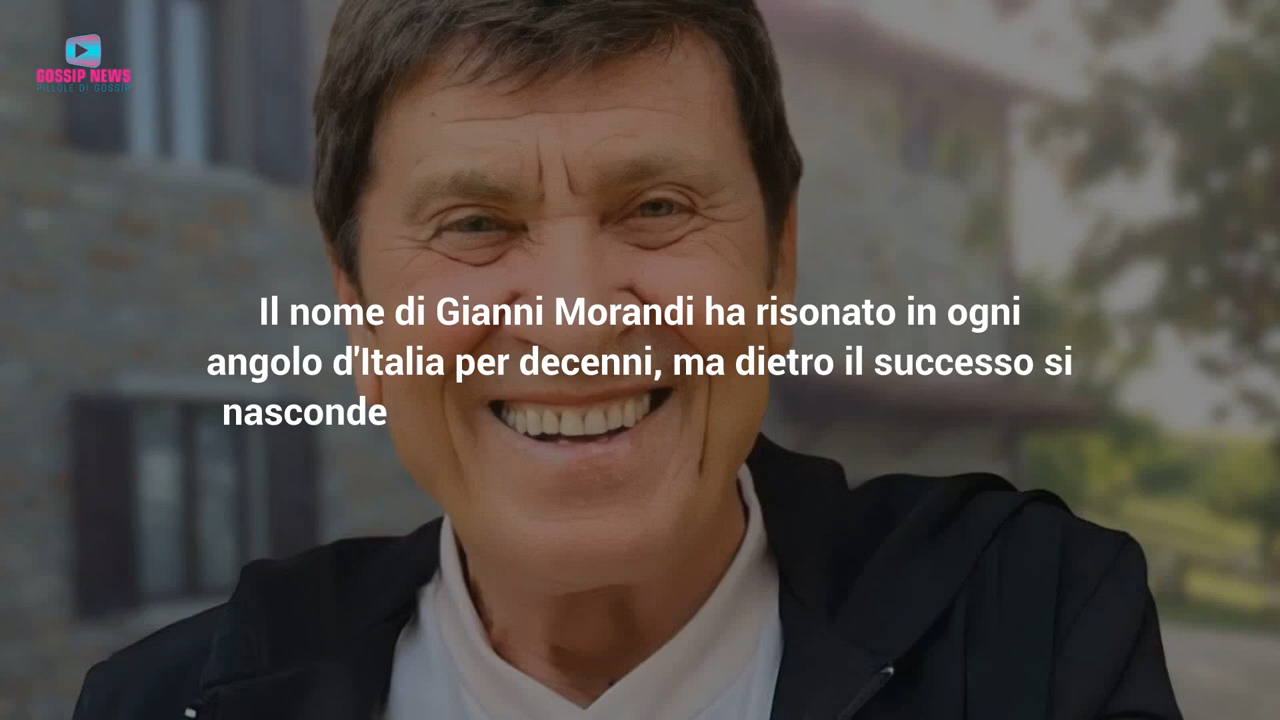 GOSSIP NEWS
PILLOLE DI GOSSIP
Il nome di Gianni Morandi ha risonato in ogni
angolo d'Italia per decenni, ma dietro il successo si
nasconde